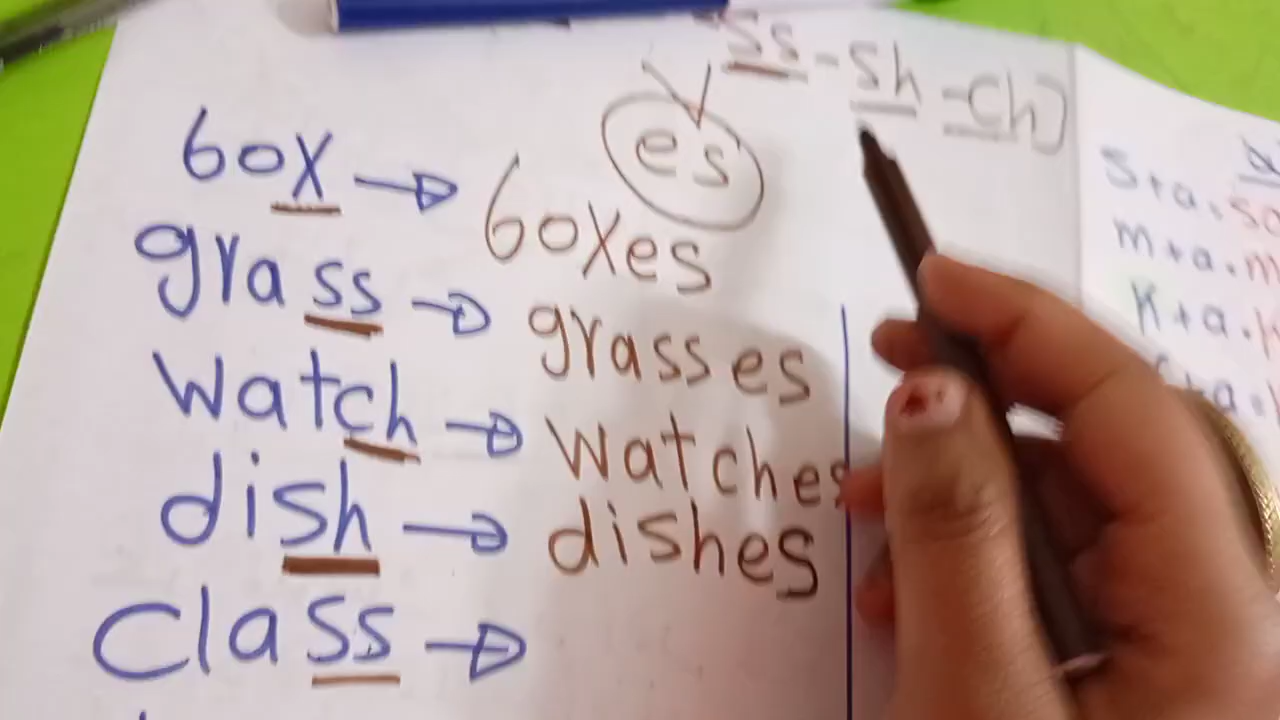 ss - sh - ch)
es
box → boxes
grass → grasses
watch → watches
dish → dishes
class →
s+a.
m+a.m
k+a.